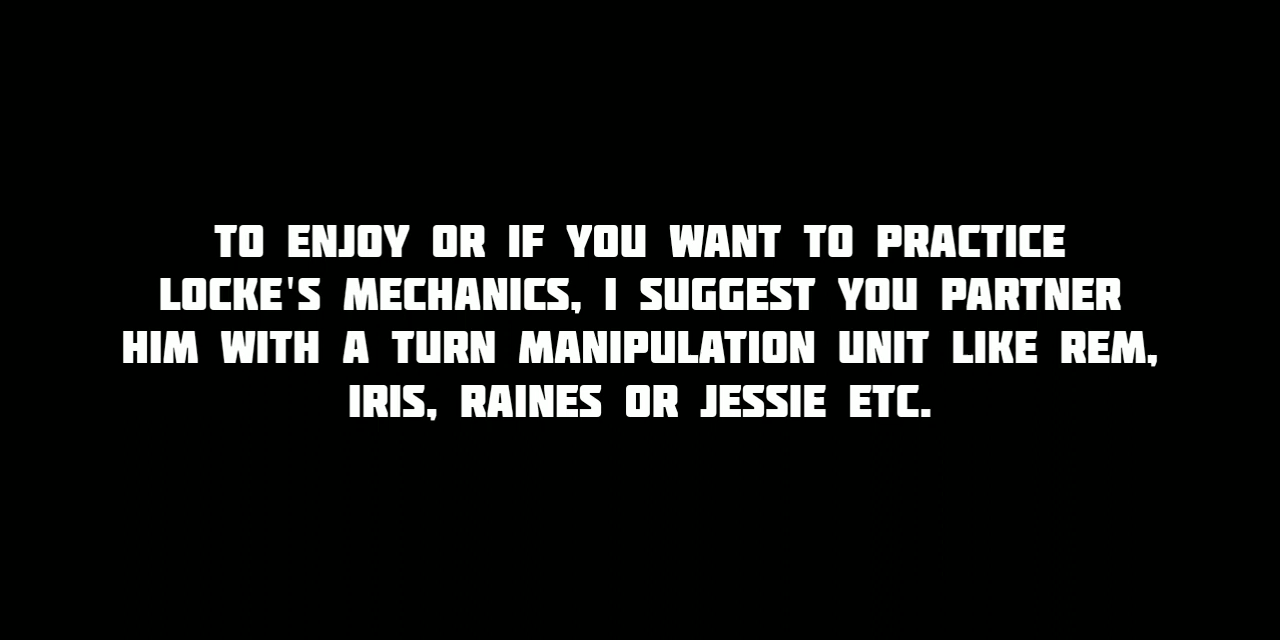 TO ENJOY OR IF YOU WANT TO PRACTICE
LOCKE'S MECHANICS, I SUGGEST YOU PARTNER
HIM WITH A TURN MANIPULATION UNIT LIKE REM,
IRIS, RAINES OR JESSIE ETC.